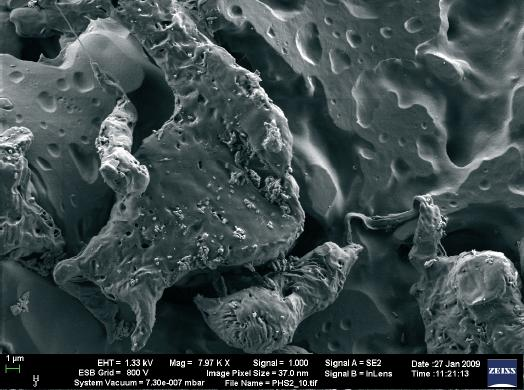 1 µm
EHT = 1.33 kV Mag = 7.97 K X Signal = 1.000 Signal A = SE2 Date :27 Jan 2009
ESB Grid = 800 V Image Pixel Size = 37.0 nm Signal B = InLens Time :11:21:13
System Vacuum = 7.30e-007 mbar File Name = PHS2_10.tif
ZEISS